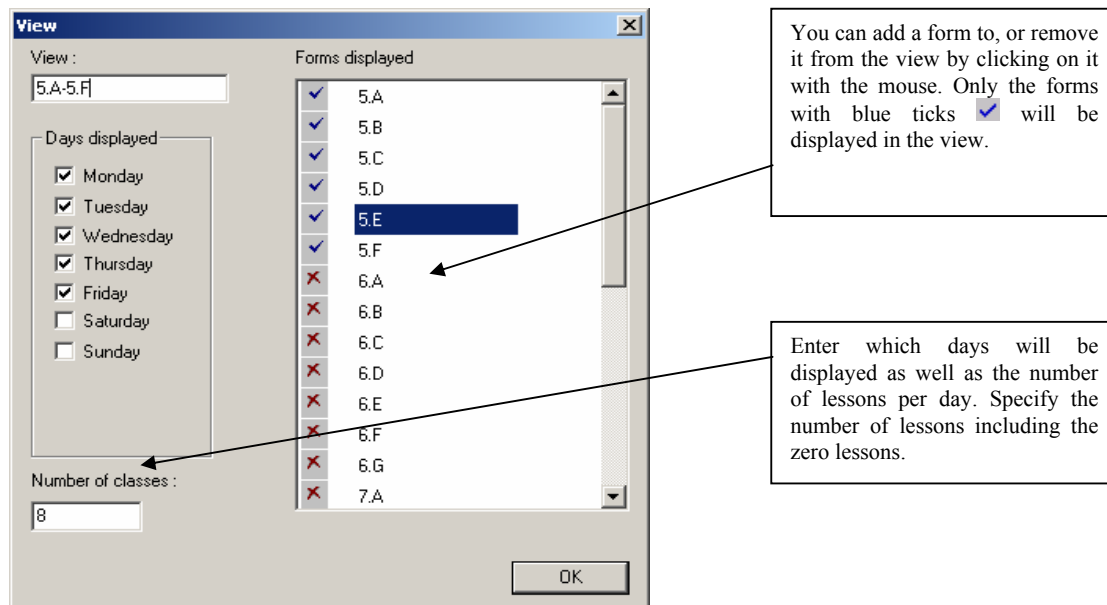 View
View :
5.A-5.F
Days displayed
Monday
Tuesday
Wednesday
Thursday
Friday
Saturday
Sunday
Number of classes :
8
Forms displayed
5.A
5.B
5.C
5.D
5.E
5.F
6.A
6.B
6.C
6.D
6.E
6.F
6.G
7.A
OK
You can add a form to, or remove
it from the view by clicking on it
with the mouse. Only the forms
with blue ticks will be
displayed in the view.
Enter which days will be
displayed as well as the number
of lessons per day. Specify the
number of lessons including the
zero lessons.